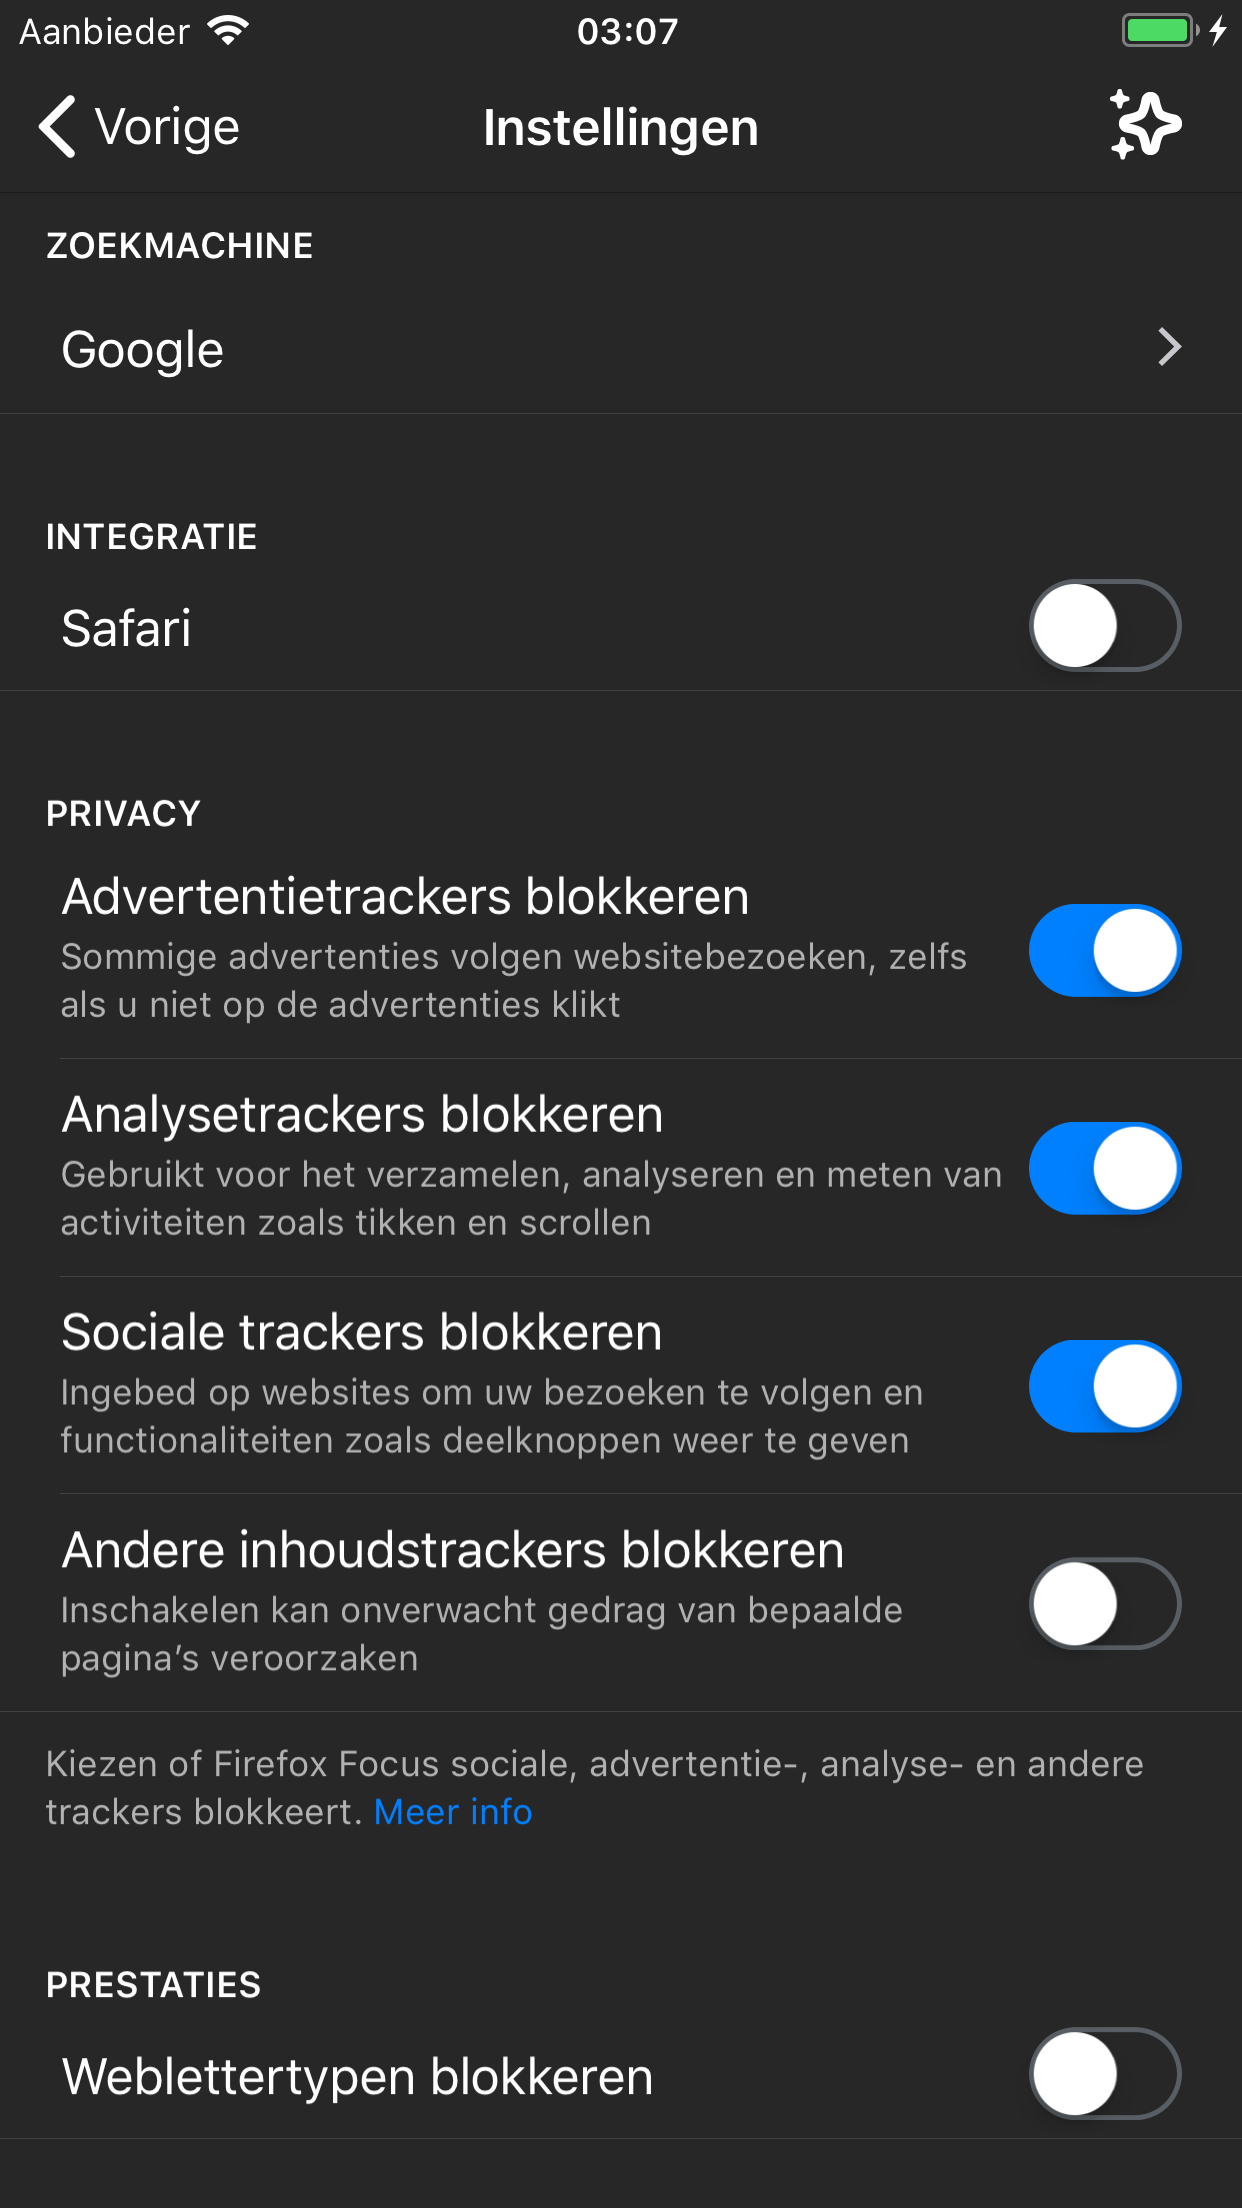 Aanbieder
03:07
Vorige
Instellingen
ZOEKMACHINE
Google
INTEGRATIE
Safari
PRIVACY
Advertentietrackers blokkeren
Sommige advertenties volgen websitebezoeken, zelfs
als u niet op de advertenties klikt
Analysetrackers blokkeren
Gebruikt voor het verzamelen, analyseren en meten van
activiteiten zoals tikken en scrollen
Sociale trackers blokkeren
Ingebed op websites om uw bezoeken te volgen en
functionaliteiten zoals deelknoppen weer te geven
Andere inhoudstrackers blokkeren
Inschakelen kan onverwacht gedrag van bepaalde
pagina’s veroorzaken
Kiezen of Firefox Focus sociale, advertentie-, analyse- en andere
trackers blokkeert. Meer info
PRESTATIES
Weblettertypen blokkeren